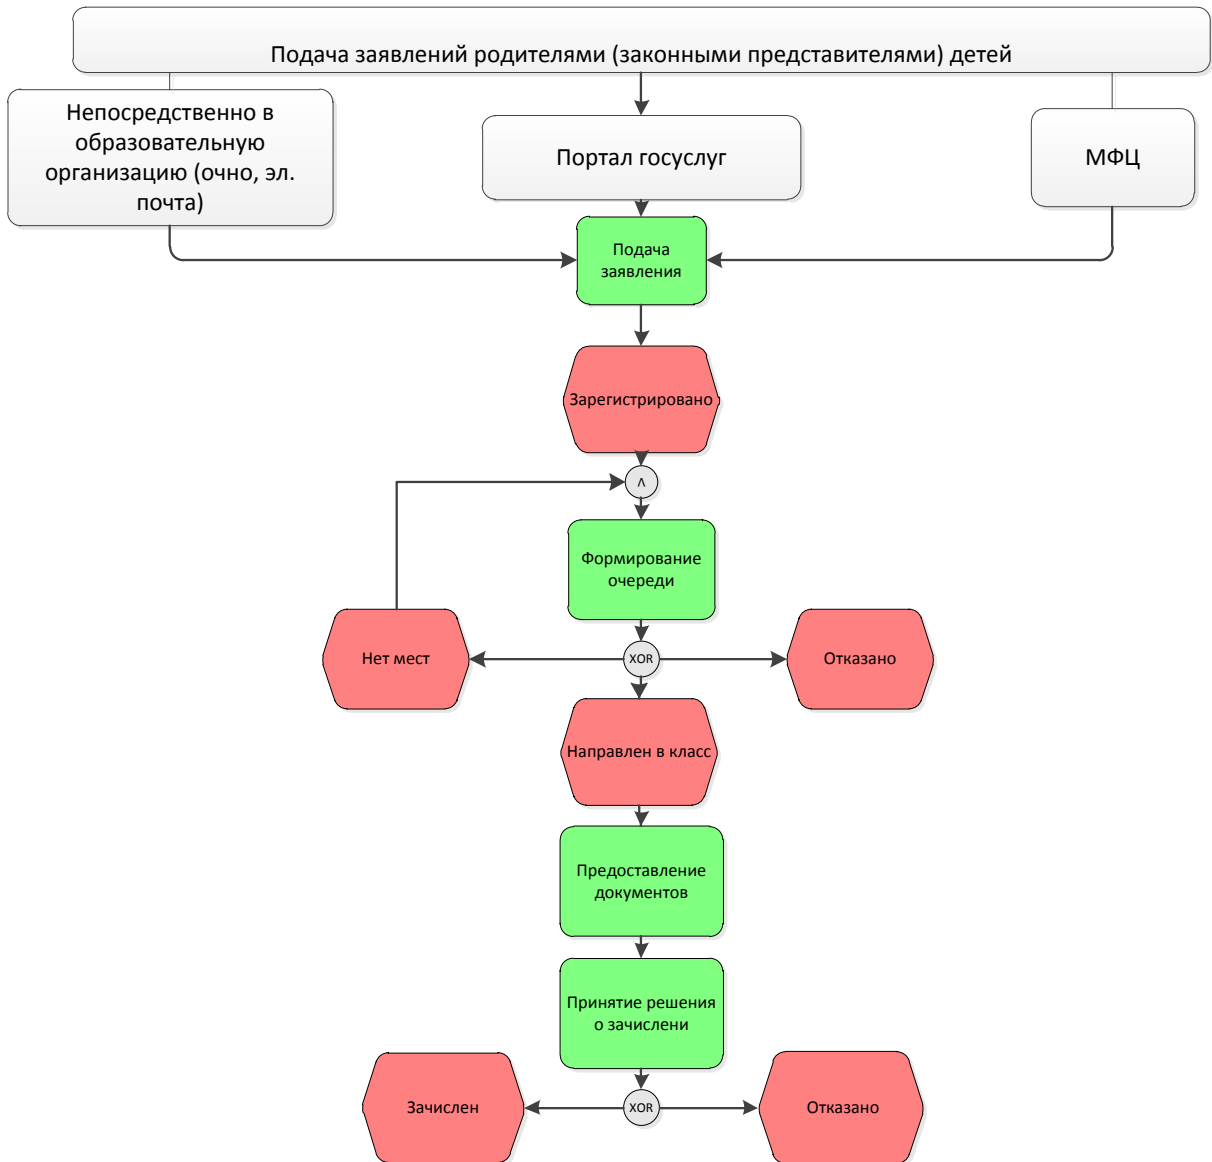 Подача заявлений родителями (законными представителями) детей
Непосредственно в
образовательную
организацию (очно, эл.
почта)
Портал госуслуг
МФЦ
Подача
заявления
Зарегистрировано
Λ
Формирование
очереди
Нет мест
XOR
Отказано
Направлен в класс
Предоставление
документов
Принятие решения
о зачислени
Зачислен
XOR
Отказано